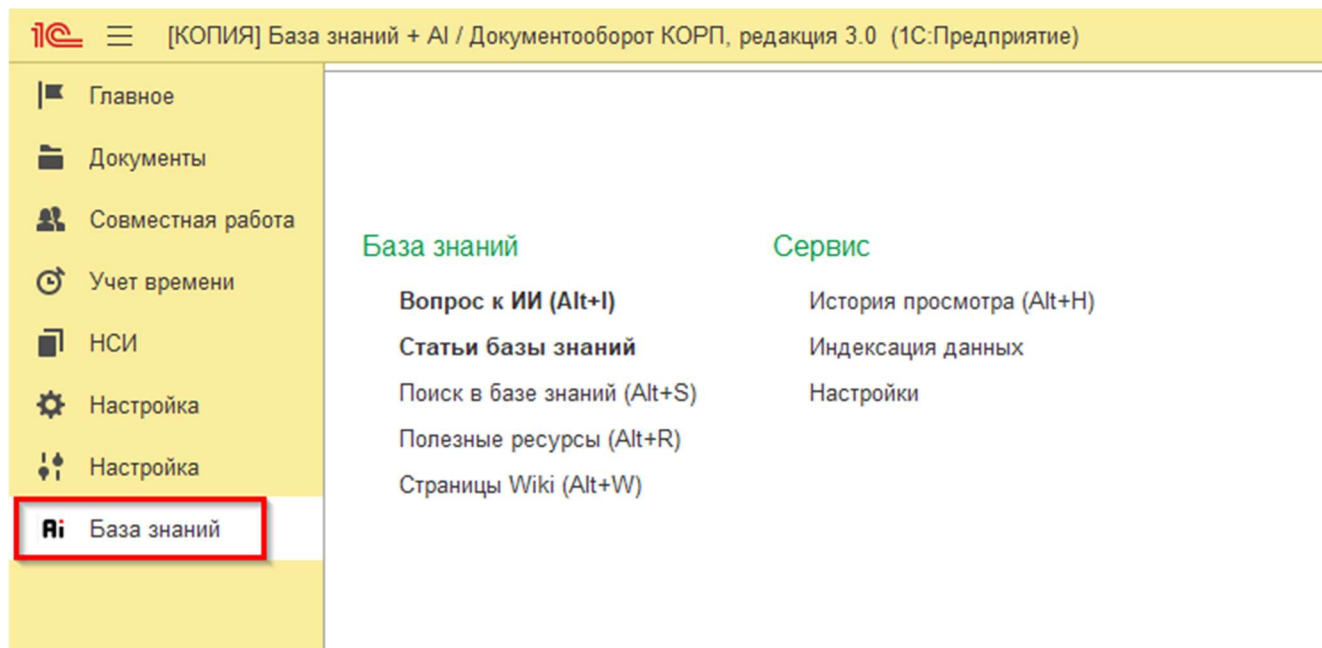 1С [КОПИЯ] База знаний + AI / Документооборот КОРП, редакция 3.0 (1С:Предприятие)
Главное
Документы
Совместная работа
Учет времени
НСИ
Настройка
Настройка
Ai База знаний
База знаний
Вопрос к ИИ (Alt+I)
Статьи базы знаний
Поиск в базе знаний (Alt+S)
Полезные ресурсы (Alt+R)
Страницы Wiki (Alt+W)
Сервис
История просмотра (Alt+H)
Индексация данных
Настройки